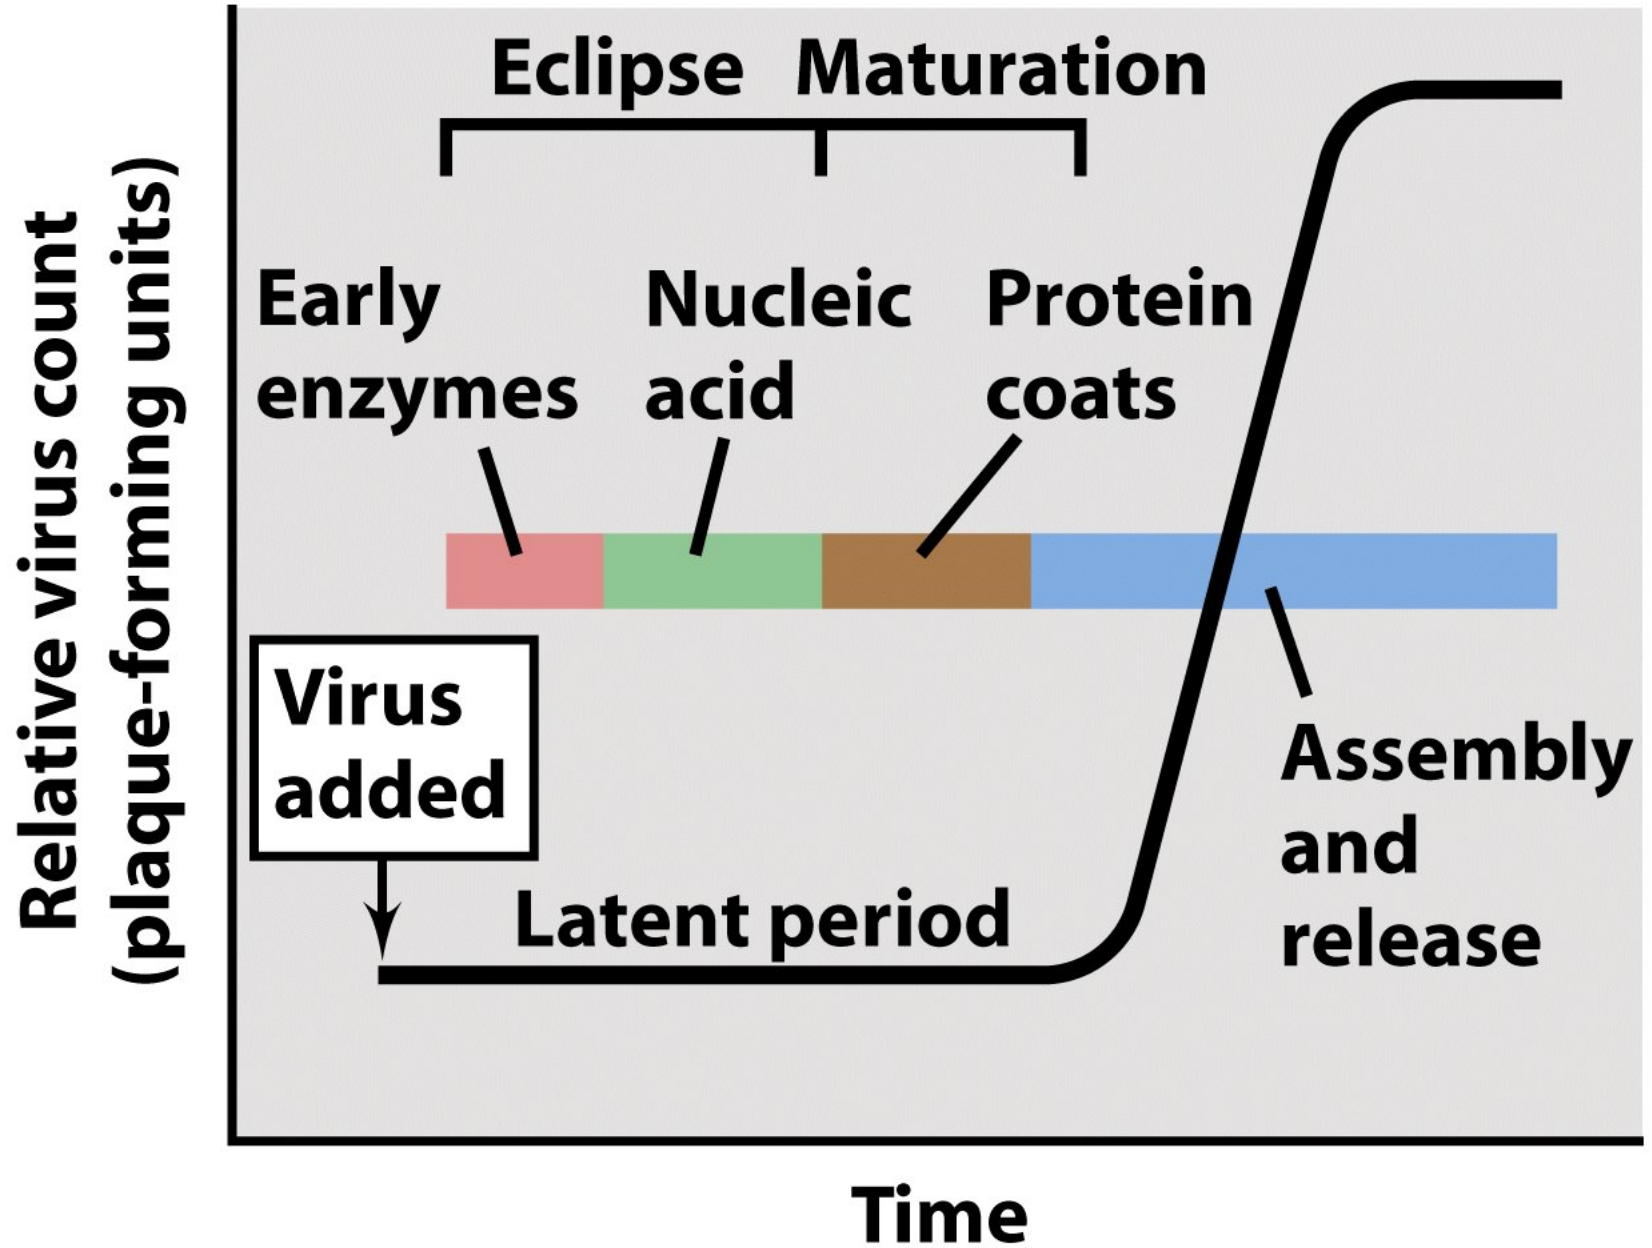 Eclipse Maturation
Early
enzymes
Nucleic
acid
Protein
coats
Virus
added
Latent period
Assembly
and
release
Relative virus count
(plaque-forming units)
Time